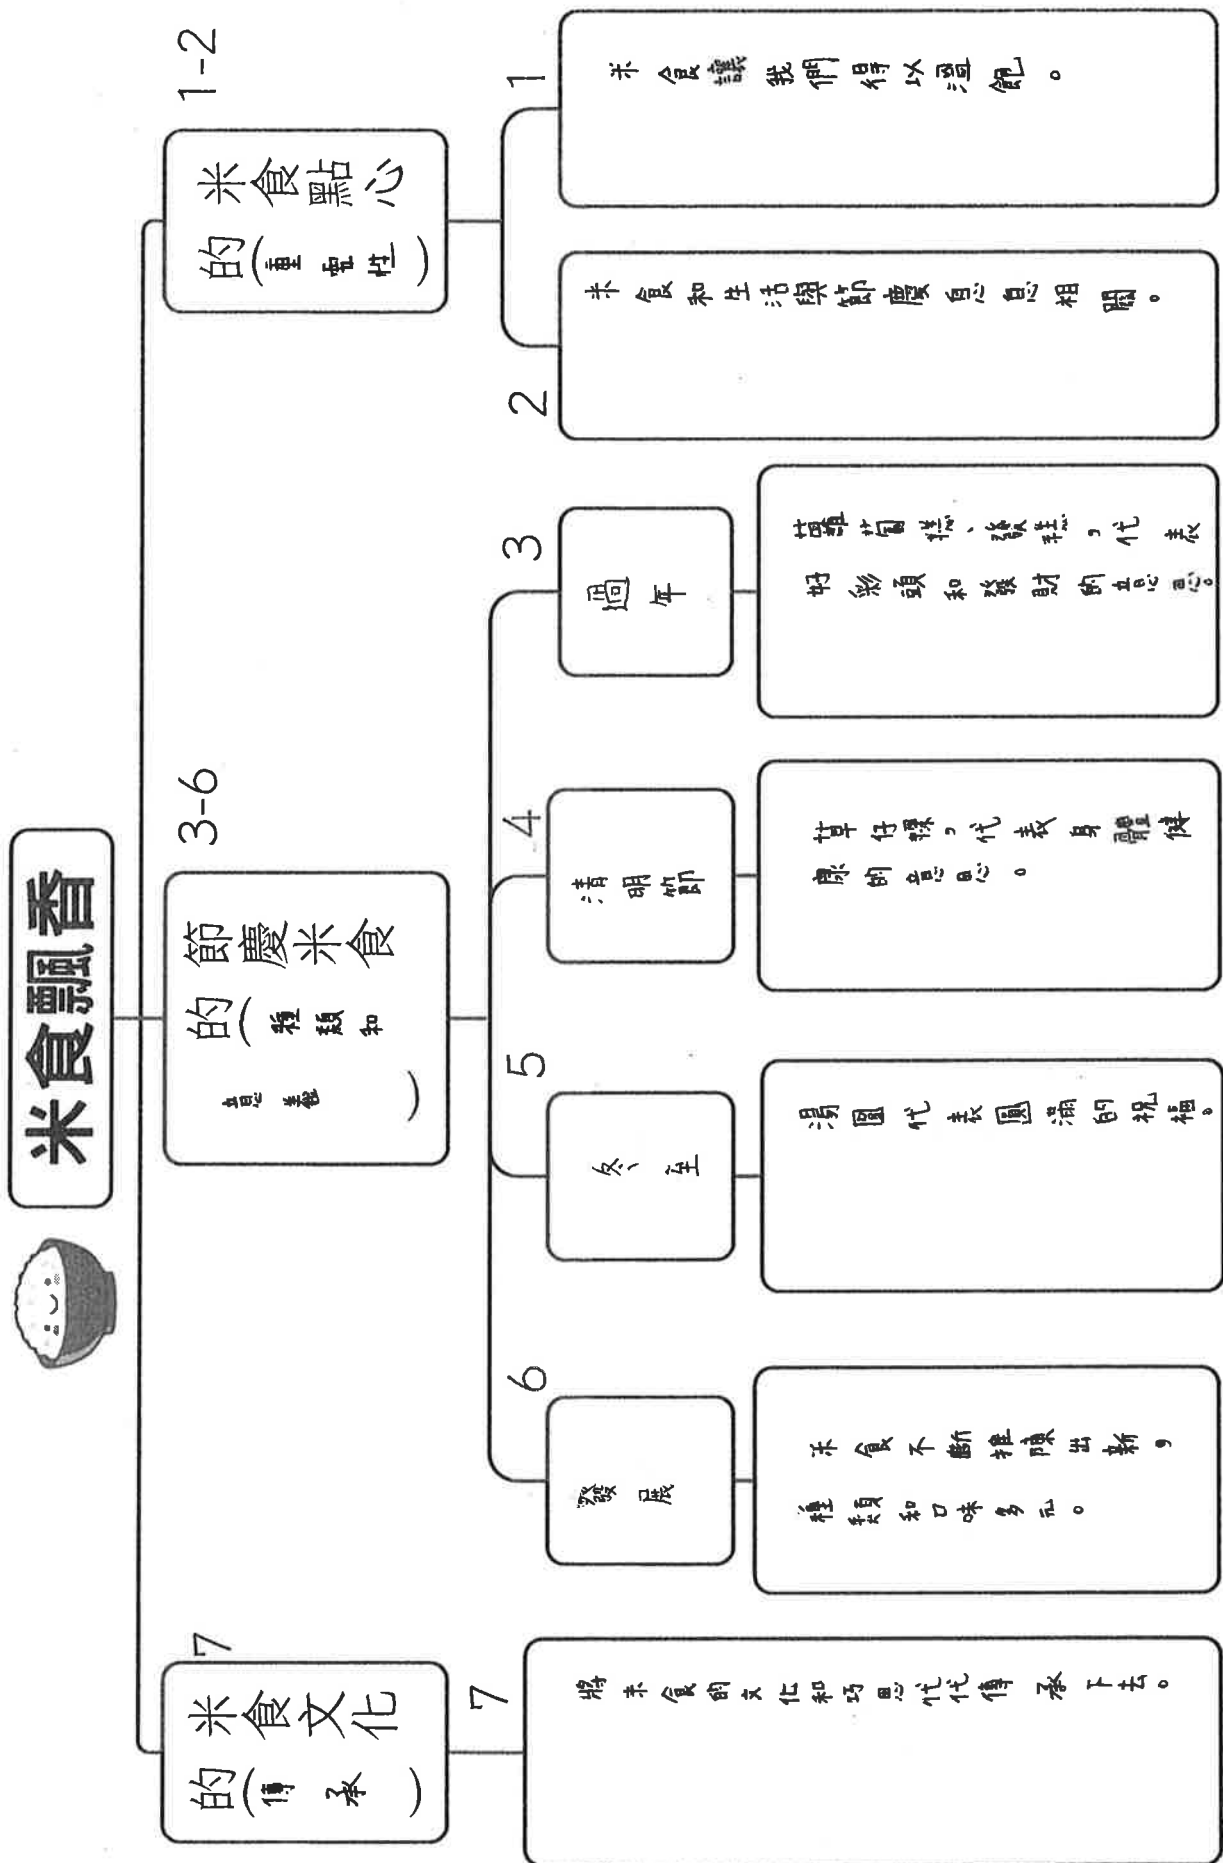 米食飄香
1-2
米食點心
的(重要性)
1
米食讓我們得以溫飽。
2
米食和生活與節慶息息相關。
3-6
節慶米食
的(種類和
意義)
3
過年
蘿蔔糕、發糕,代表
好彩頭和發財的意思。
4
清明節
草仔粿,代表身體健
康的意思。
5
冬至
湯圓代表圓滿的祝福。
6
發展
米食不斷推陳出新,
種類和口味多元。
7
米食文化
的(傳承)
7
將米食的文化和巧思代代傳承下去。